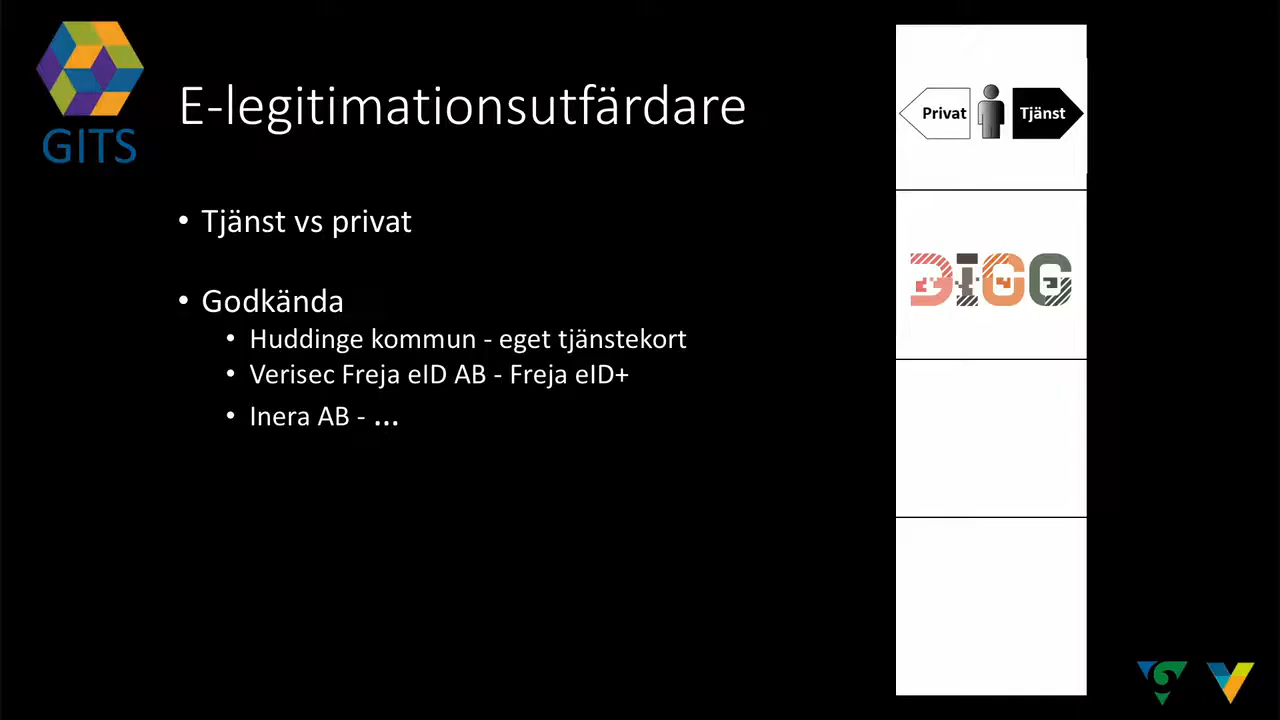 GITS
E-legitimationsutfärdare
Privat
Tjänst
• Tjänst vs privat
DIGG
• Godkända
• Huddinge kommun - eget tjänstekort
• Verisec Freja eID AB - Freja eID+
• Inera AB - ...